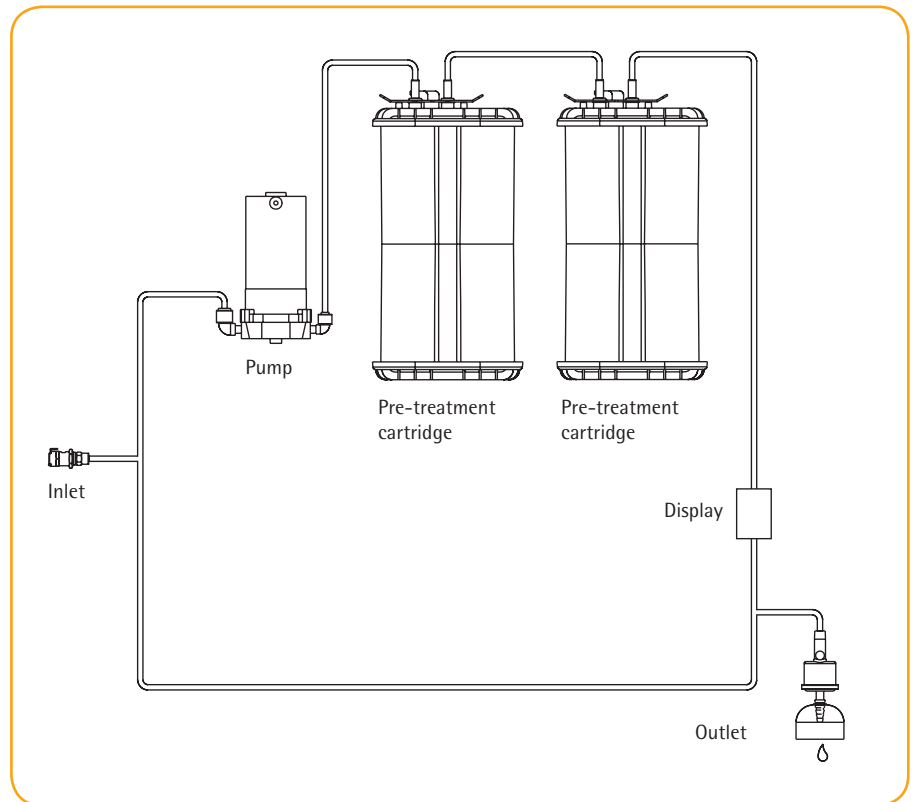 Pump
Pre-treatment
cartridge
Pre-treatment
cartridge
Inlet
Display
Outlet